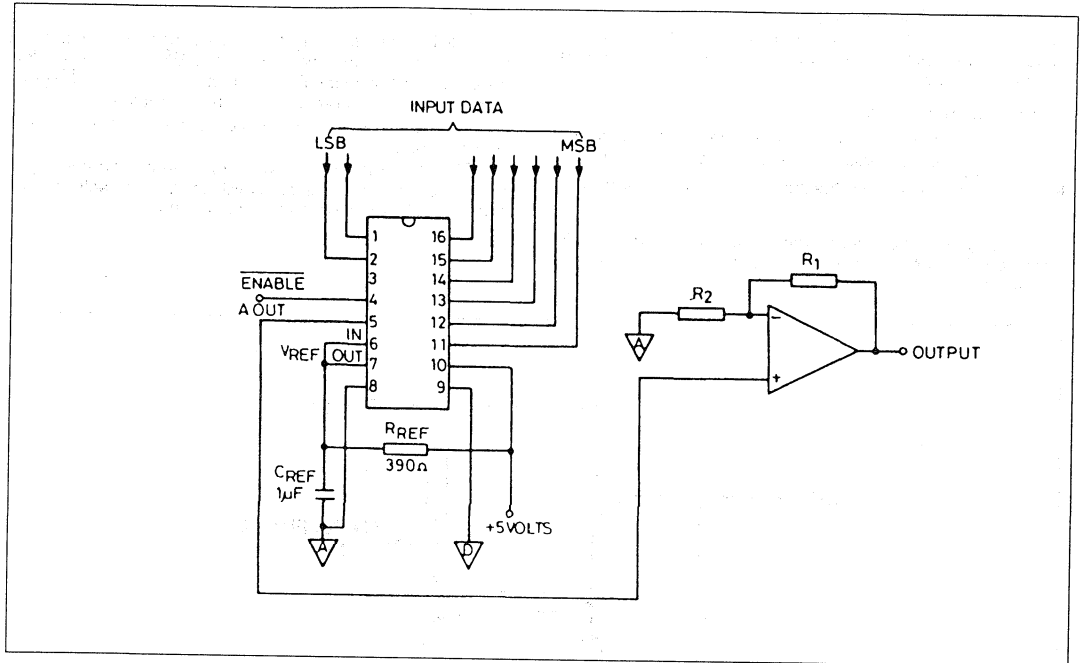 INPUT DATA
LSB
MSB
1
16
2
15
3
14
ENABLE
4
13
A OUT
5
12
IN
6
11
VREF
OUT
7
10
8
9
RREF
390Ω
CREF
1µF
+5VOLTS
A
D
R1
R2
A
−
+
OUTPUT